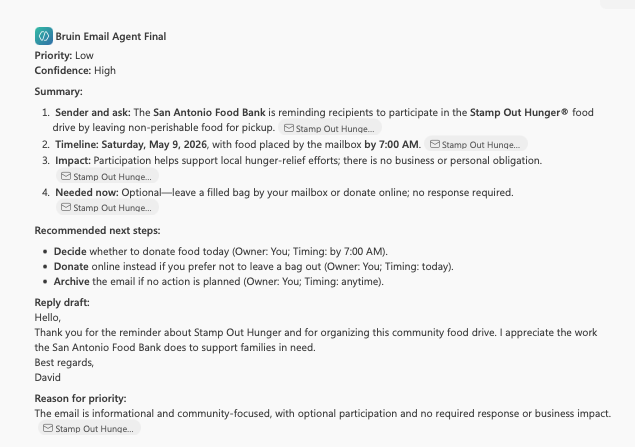 Bruin Email Agent Final
Priority: Low
Confidence: High
Summary:
1. Sender and ask: The San Antonio Food Bank is reminding recipients to participate in the Stamp Out Hunger® food
drive by leaving non-perishable food for pickup. Stamp Out Hunge...
2. Timeline: Saturday, May 9, 2026, with food placed by the mailbox by 7:00 AM. Stamp Out Hunge...
3. Impact: Participation helps support local hunger-relief efforts; there is no business or personal obligation.
Stamp Out Hunge...
4. Needed now: Optional—leave a filled bag by your mailbox or donate online; no response required.
Stamp Out Hunge...
Recommended next steps:
• Decide whether to donate food today (Owner: You; Timing: by 7:00 AM).
• Donate online instead if you prefer not to leave a bag out (Owner: You; Timing: today).
• Archive the email if no action is planned (Owner: You; Timing: anytime).
Reply draft:
Hello,
Thank you for the reminder about Stamp Out Hunger and for organizing this community food drive. I appreciate the work
the San Antonio Food Bank does to support families in need.
Best regards,
David
Reason for priority:
The email is informational and community-focused, with optional participation and no required response or business impact.
Stamp Out Hunge...